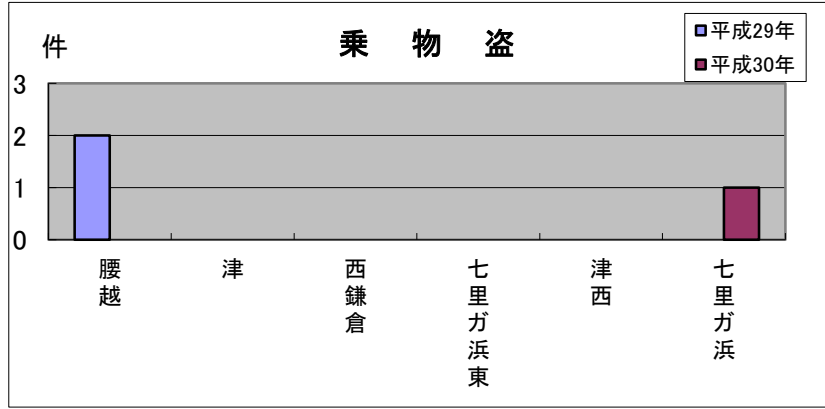 件
乗 物 盗
平成29年
平成30年
3
2
1
0
腰越
津
西鎌倉
七里ガ浜東
津西
七里ガ浜